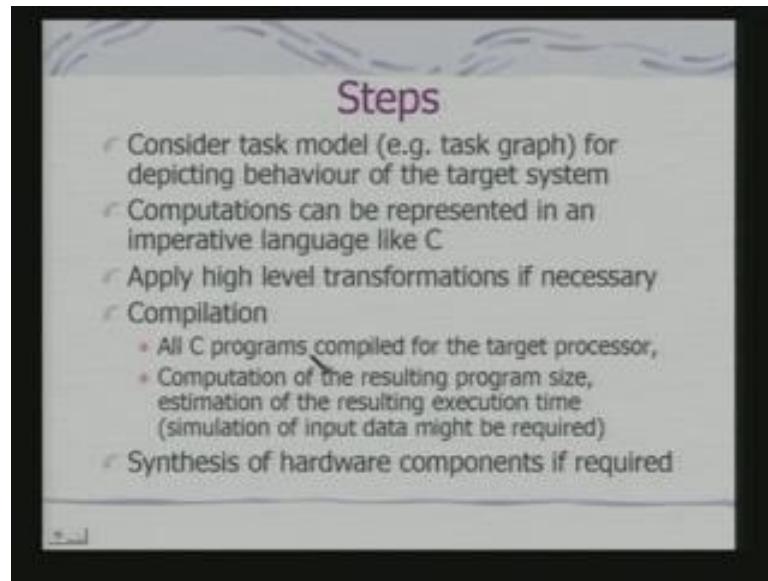 Steps
Consider task model (e.g. task graph) for
depicting behaviour of the target system
Computations can be represented in an
imperative language like C
Apply high level transformations if necessary
Compilation
All C programs compiled for the target processor,
Computation of the resulting program size,
estimation of the resulting execution time
(simulation of input data might be required)
Synthesis of hardware components if required